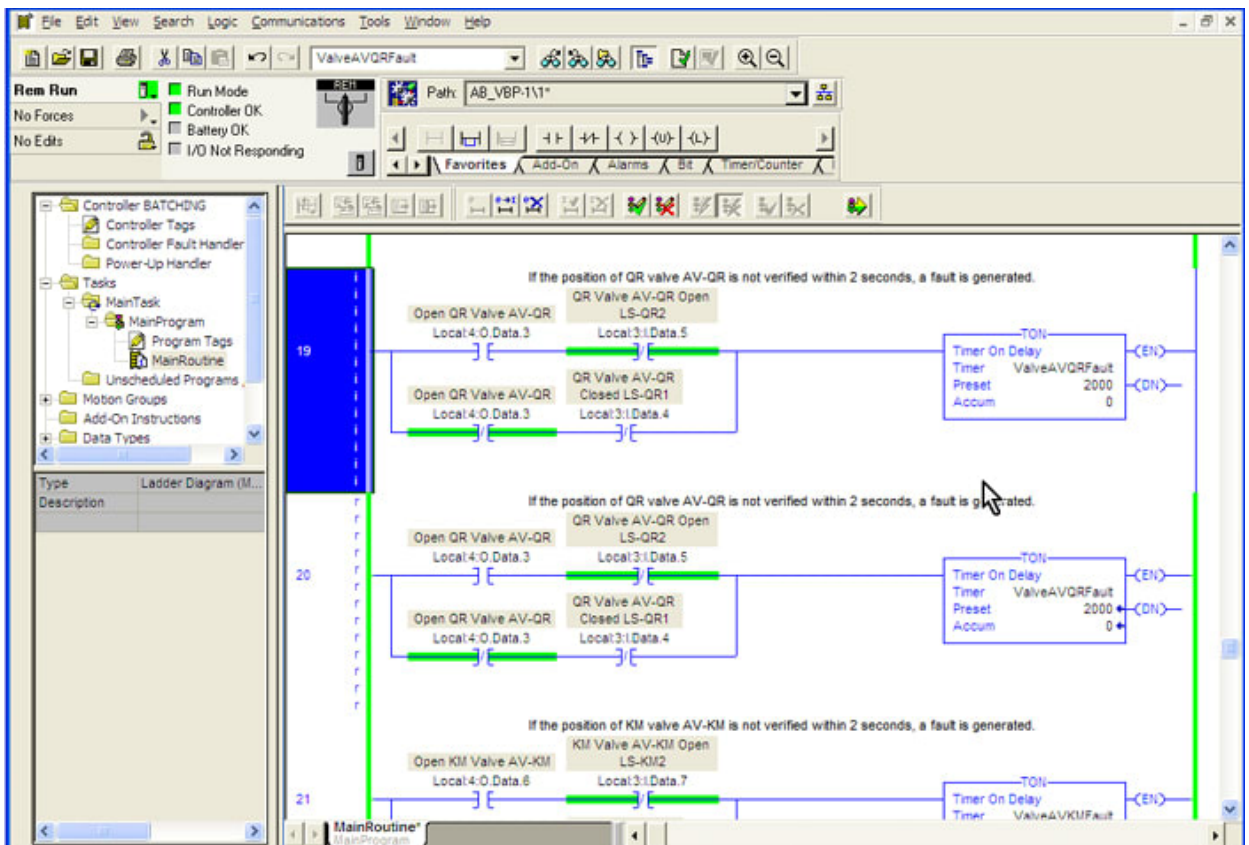 File Edit View Search Logic Communications Tools Window Help
ValveAVQRFault
Rem Run
Run Mode
REM
Path: AB_VBP-1\1*
No Forces
Controller OK
No Edits
Battery OK
I/O Not Responding
(U) (L)
Favorites Add-On Alarms Bit Timer/Counter
Controller BATCHING
Controller Tags
Controller Fault Handler
Power-Up Handler
Tasks
MainTask
MainProgram
Program Tags
MainRoutine
Unscheduled Programs
Motion Groups
Add-On Instructions
Data Types
Type Ladder Diagram (M...
Description
If the position of QR valve AV-QR is not verified within 2 seconds, a fault is generated.
QR Valve AV-QR Open
Open QR Valve AV-QR LS-QR2
Local:4:O.Data.3 Local:3:I.Data.5
TON
19
Timer On Delay (EN)
Timer ValveAVQRFault
Preset 2000 (DN)
Accum 0
QR Valve AV-QR
Open QR Valve AV-QR Closed LS-QR1
Local:4:O.Data.3 Local:3:I.Data.4
i
i
i
i
i
i
i
i
i
i
If the position of QR valve AV-QR is not verified within 2 seconds, a fault is
QR Valve AV-QR Open
Open QR Valve AV-QR LS-QR2
Local:4:O.Data.3 Local:3:I.Data.5
TON
20
Timer On Delay (EN)
Timer ValveAVQRFault
Preset 2000 (DN)
Accum 0
QR Valve AV-QR
Open QR Valve AV-QR Closed LS-QR1
Local:4:O.Data.3 Local:3:I.Data.4
r
r
r
r
r
r
r
r
r
r
If the position of KM valve AV-KM is not verified within 2 seconds, a fault is generated.
KM Valve AV-KM Open
Open KM Valve AV-KM LS-KM2
Local:4:O.Data.6 Local:3:I.Data.7
TON
21
Timer On Delay (EN)
Timer ValveAVKMFault
MainRoutine*
MainProgram